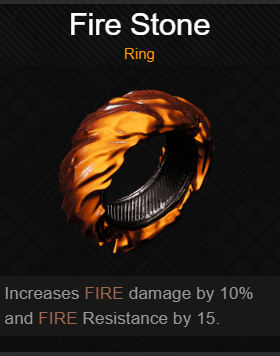 Fire Stone
Ring
Increases FIRE damage by 10%
and FIRE Resistance by 15.